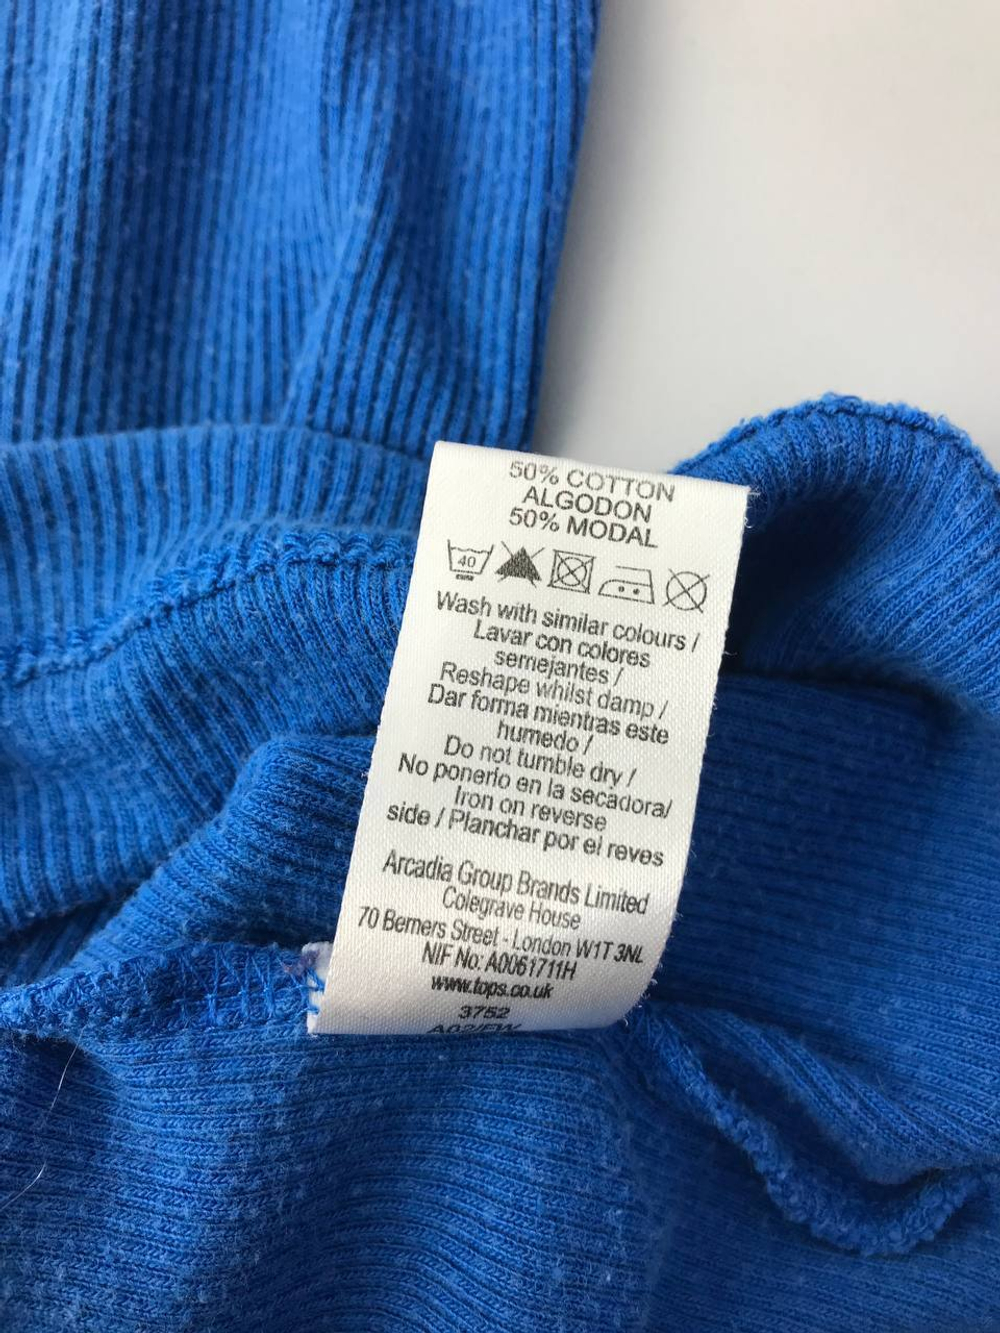 50% COTTON
ALGODON
50% MODAL
40
Wash with similar colours /
Lavar con colores
semejantes /
Reshape whilst damp /
Dar forma mientras este
humedo /
Do not tumble dry /
No ponerlo en la secadora/
Iron on reverse
side / Planchar por el reves
Arcadia Group Brands Limited
Colegrave House
70 Berners Street - London W1T 3NL
NIF No: A0061711H
www.tops.co.uk
3752
A02/FW